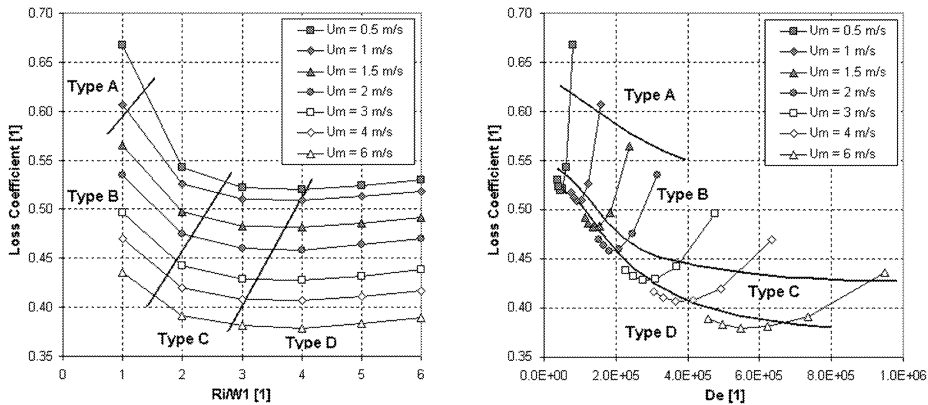 0.70
0.65
0.60
0.55
0.50
0.45
0.40
0.35
Loss Coefficient [1]
0
1
2
3
4
5
6
Ri/W1 [1]
Um = 0.5 m/s
Um = 1 m/s
Um = 1.5 m/s
Um = 2 m/s
Um = 3 m/s
Um = 4 m/s
Um = 6 m/s
Type A
Type B
Type C
Type D
0.70
0.65
0.60
0.55
0.50
0.45
0.40
0.35
Loss Coefficient [1]
0.0E+00
2.0E+05
4.0E+05
6.0E+05
8.0E+05
1.0E+06
De [1]
Um = 0.5 m/s
Um = 1 m/s
Um = 1.5 m/s
Um = 2 m/s
Um = 3 m/s
Um = 4 m/s
Um = 6 m/s
Type A
Type B
Type C
Type D